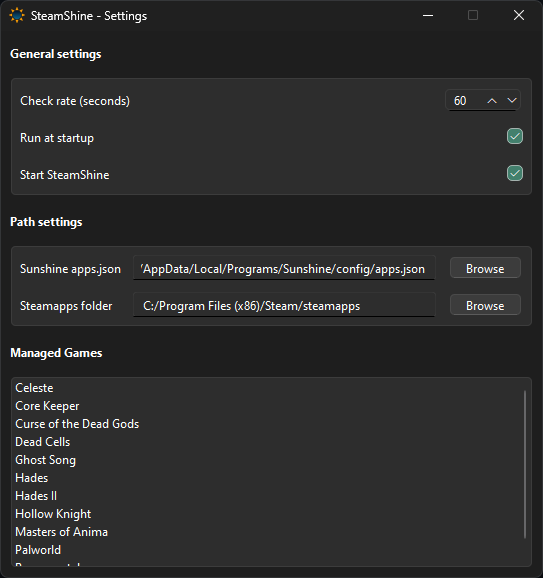 SteamShine - Settings
General settings
Check rate (seconds) 60
Run at startup
Start SteamShine
Path settings
Sunshine apps.json 'AppData/Local/Programs/Sunshine/config/apps.json Browse
Steamapps folder C:/Program Files (x86)/Steam/steamapps Browse
Managed Games
Celeste
Core Keeper
Curse of the Dead Gods
Dead Cells
Ghost Song
Hades
Hades II
Hollow Knight
Masters of Anima
Palworld